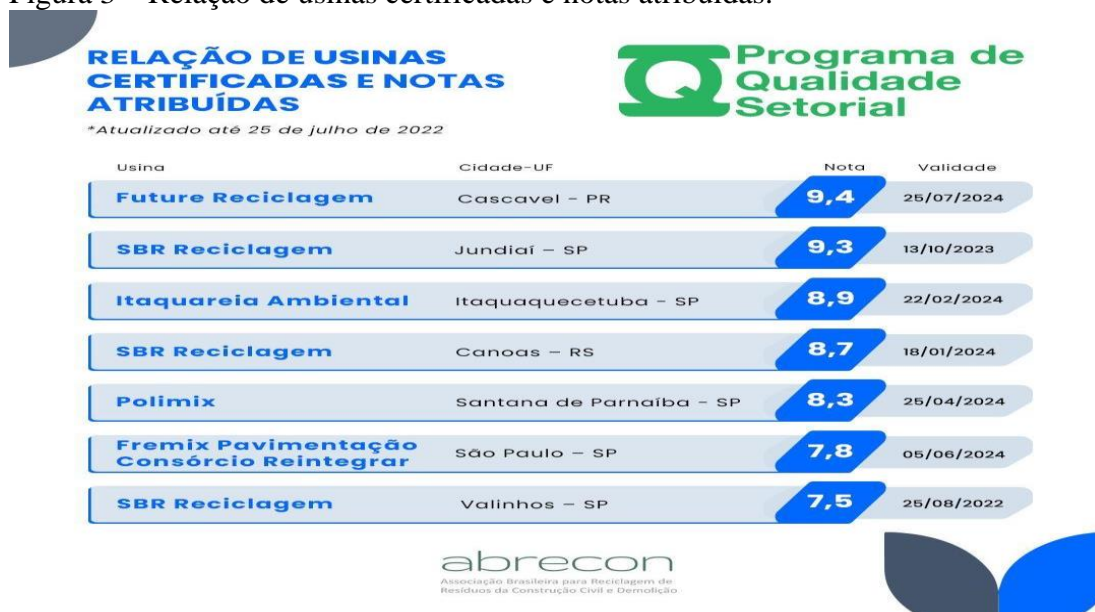 Figura 3 – Relação de usinas certificadas e notas atribuídas.
RELAÇÃO DE USINAS
CERTIFICADAS E NOTAS
ATRIBUÍDAS
*Atualizado até 25 de julho de 2022
Programa de
Qualidade
Setorial
Usina Cidade-UF Nota Validade
Future Reciclagem Cascavel - PR 9,4 25/07/2024
SBR Reciclagem Jundiaí – SP 9,3 13/10/2023
Itaquareia Ambiental Itaquaquecetuba - SP 8,9 22/02/2024
SBR Reciclagem Canoas – RS 8,7 18/01/2024
Polimix Santana de Parnaíba - SP 8,3 25/04/2024
Fremix Pavimentação
Consórcio Reintegrar São Paulo – SP 7,8 05/06/2024
SBR Reciclagem Valinhos – SP 7,5 25/08/2022
abrecon
Associação Brasileira para Reciclagem de
Resíduos da Construção Civil e Demolição